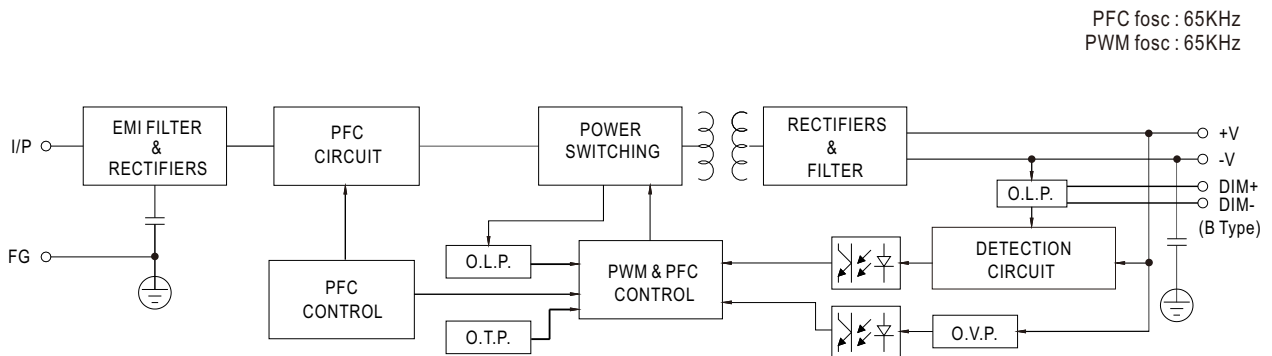 PFC fosc : 65KHz
PWM fosc : 65KHz
I/P
EMI FILTER
&
RECTIFIERS
PFC
CIRCUIT
POWER
SWITCHING
RECTIFIERS
&
FILTER
+V
-V
O.L.P.
DIM+
DIM-
(B Type)
FG
PFC
CONTROL
O.L.P.
O.T.P.
PWM & PFC
CONTROL
DETECTION
CIRCUIT
O.V.P.